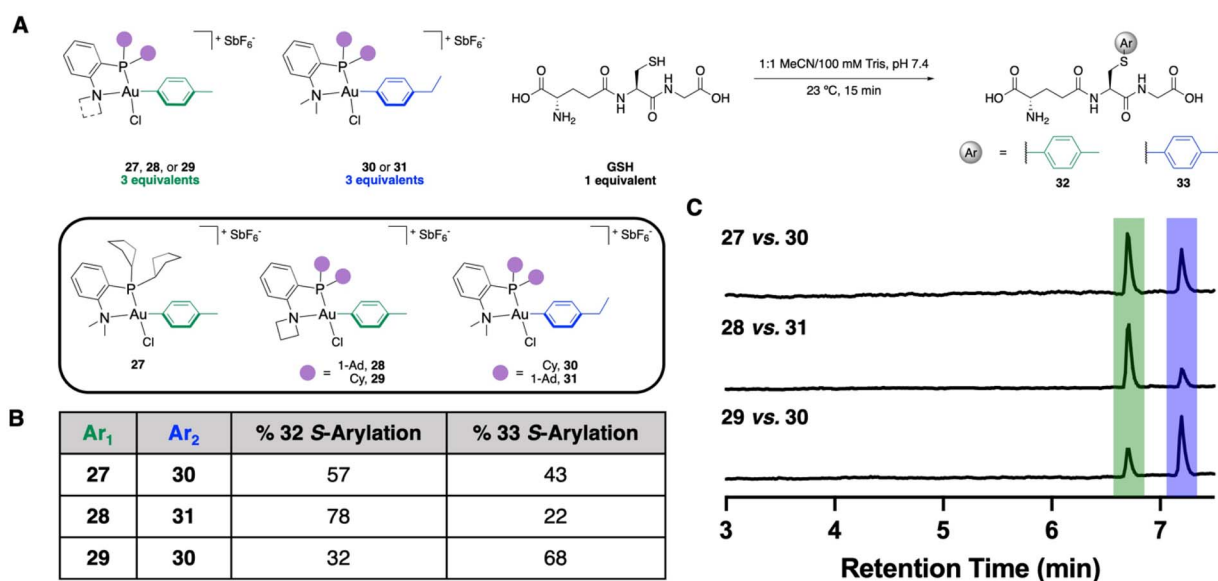 A
+ SbF6-
+ SbF6-
P
N
Au
Cl
P
N
Au
Cl
O
HO
NH2
O
N
H
SH
O
H
N
O
OH
1:1 MeCN/100 mM Tris, pH 7.4
23 ºC, 15 min
Ar
S
O
HO
NH2
O
N
H
O
H
N
O
OH
27, 28, or 29
3 equivalents
30 or 31
3 equivalents
GSH
1 equivalent
Ar =
32
33
+ SbF6-
+ SbF6-
+ SbF6-
P
N
Au
Cl
27
P
N
Au
Cl
= 1-Ad, 28
Cy, 29
P
N
Au
Cl
= Cy, 30
1-Ad, 31
B
Ar1 Ar2 % 32 S-Arylation % 33 S-Arylation
27 30 57 43
28 31 78 22
29 30 32 68
C
27 vs. 30
28 vs. 31
29 vs. 30
3 4 5 6 7
Retention Time (min)